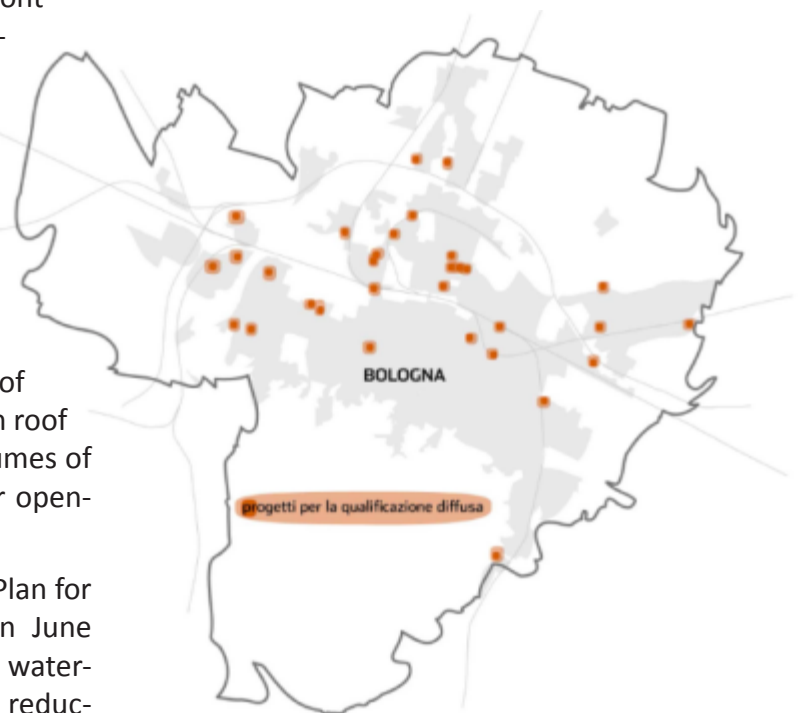 ont
-
of
n roof
umes of
r open-
Plan for
n June
water-
reduc-
BOLOGNA
progetti per la qualificazione diffusa